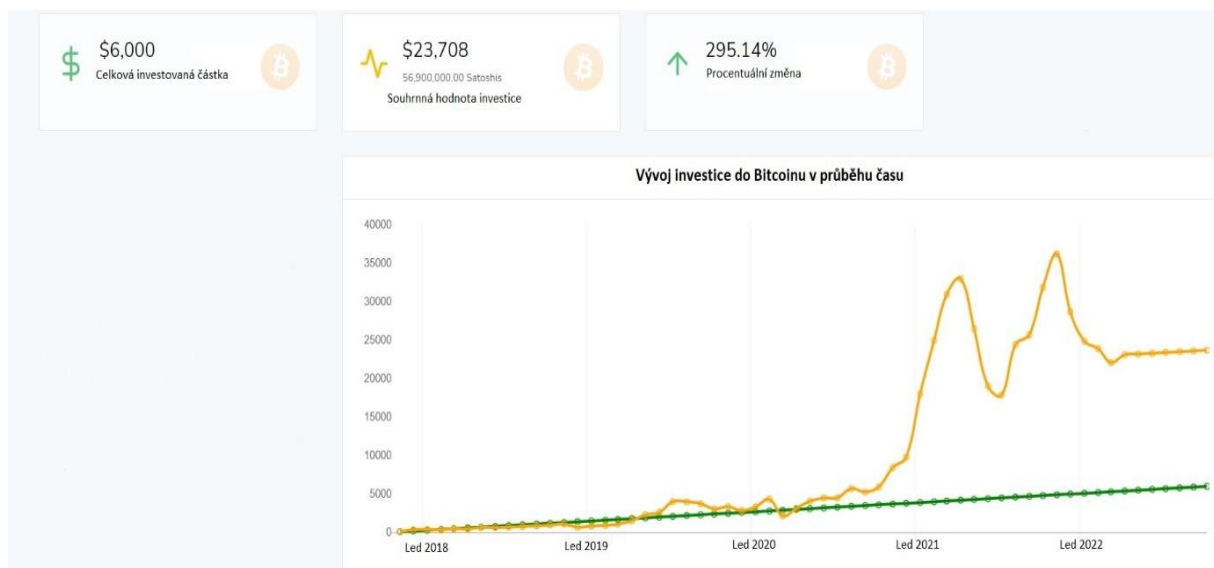 $6,000
Celková investovaná částka
$23,708
56,900,000.00 Satoshis
Souhrnná hodnota investice
295.14%
Procentuální změna
Vývoj investice do Bitcoinu v průběhu času
40000
35000
30000
25000
20000
15000
10000
5000
0
Led 2018
Led 2019
Led 2020
Led 2021
Led 2022